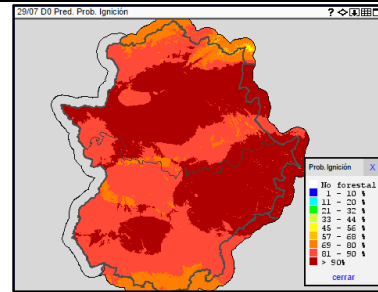 29/07 D0 Pred. Prob. Ignición
?
Prob. Ignición X
No forestal
1 - 10 %
11 - 20 %
21 - 32 %
33 - 44 %
45 - 56 %
57 - 68 %
69 - 80 %
81 - 90 %
> 90%
cerrar